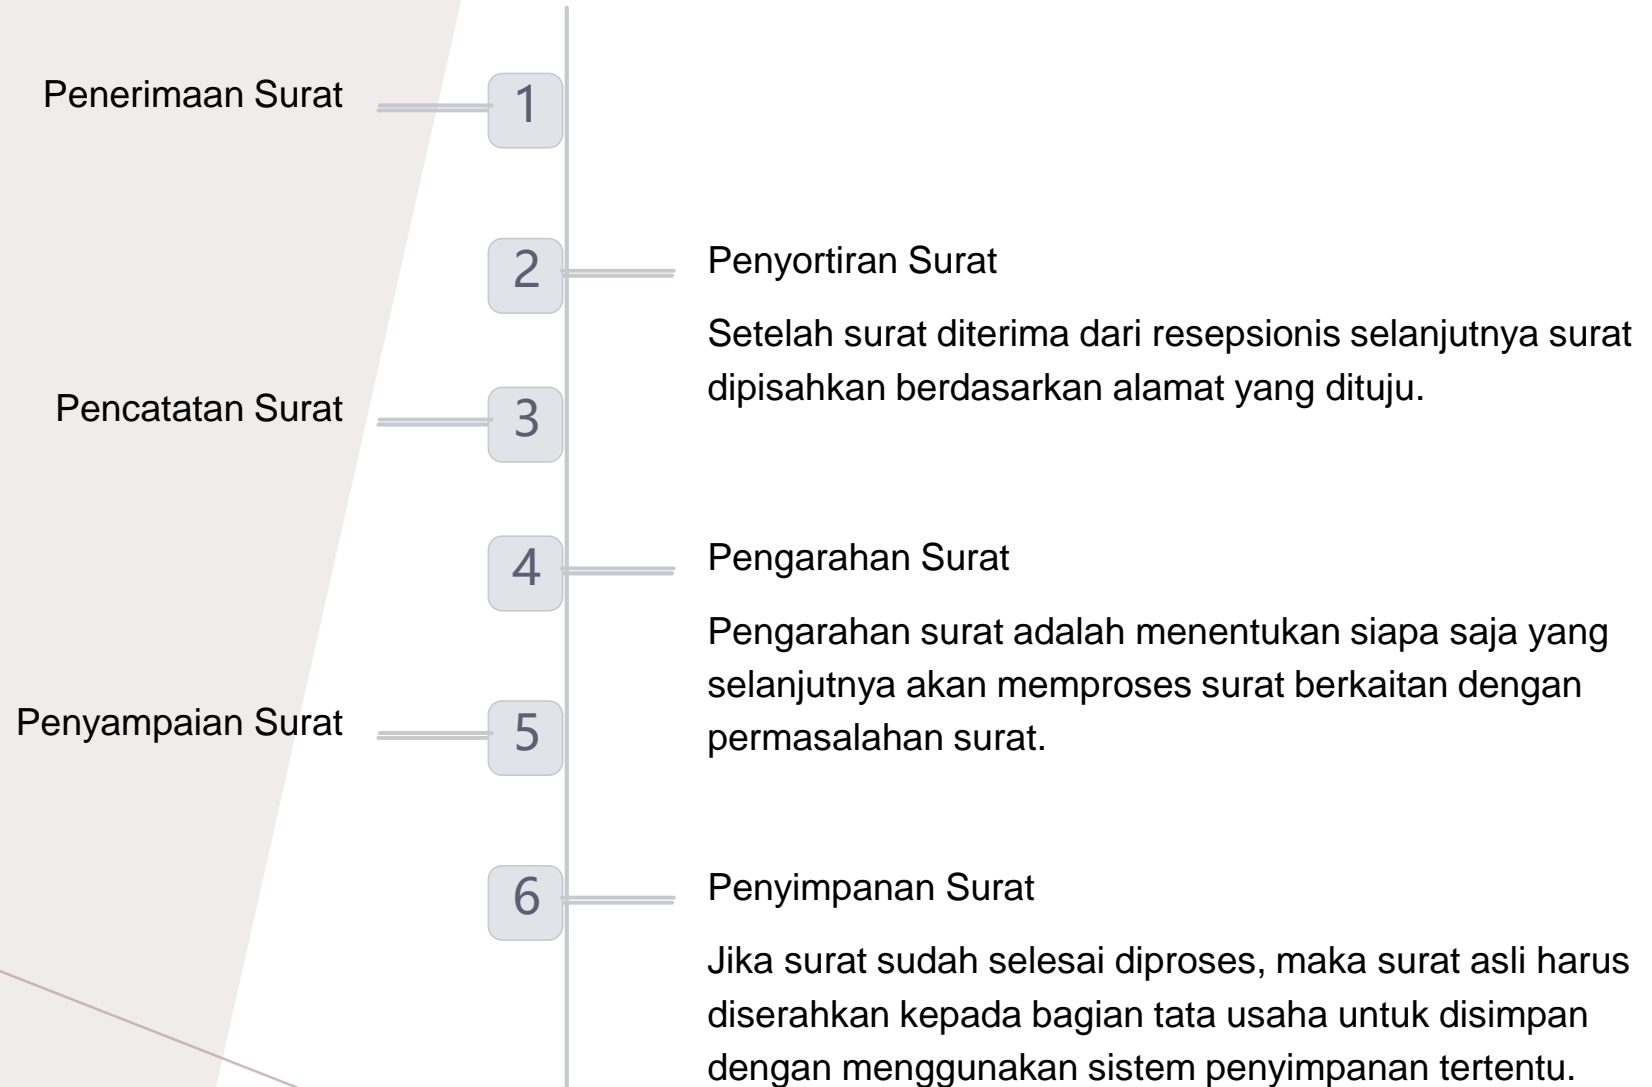 Penerimaan Surat
1
2
Penyortiran Surat
Setelah surat diterima dari resepsionis selanjutnya surat
dipisahkan berdasarkan alamat yang dituju.
Pencatatan Surat
3
4
Pengarahan Surat
Pengarahan surat adalah menentukan siapa saja yang
selanjutnya akan memproses surat berkaitan dengan
permasalahan surat.
Penyampaian Surat
5
6
Penyimpanan Surat
Jika surat sudah selesai diproses, maka surat asli harus
diserahkan kepada bagian tata usaha untuk disimpan
dengan menggunakan sistem penyimpanan tertentu.